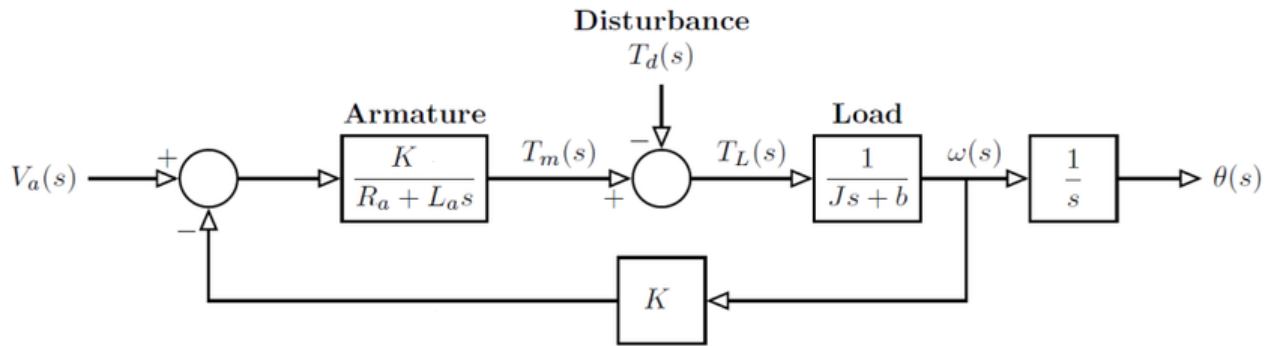 Disturbance
T_d(s)
Armature
Load
V_a(s)
+
−
K
R_a + L_a s
T_m(s)
−
+
T_L(s)
1
Js + b
ω(s)
1
s
θ(s)
K